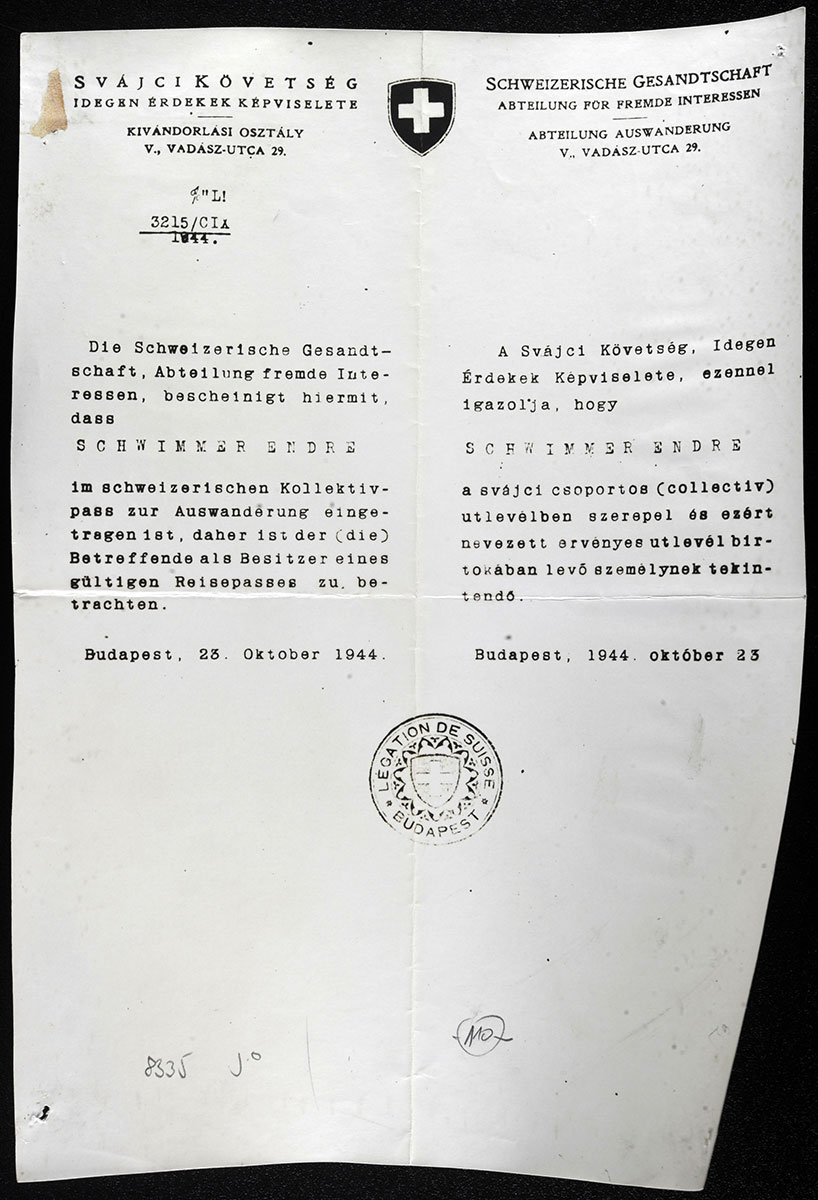 SVÁJCI KÖVETSÉG
IDEGEN ÉRDEKEK KÉPVISELETE
KIVÁNDORLÁSI OSZTÁLY
V., VADÁSZ-UTCA 29.
SCHWEIZERISCHE GESANDTSCHAFT
ABTEILUNG FÜR FREMDE INTERESSEN
ABTEILUNG AUSWANDERUNG
V., VADÁSZ-UTCA 29.
"L!
3215/CIX
1944.
Die Schweizerische Gesandt-
schaft, Abteilung fremde Inte-
ressen, bescheinigt hiermit,
dass
SCHWIMMER ENDRE
im schweizerischen Kollektiv-
pass zur Auswanderung einge-
tragen ist, daher ist der (die)
Betreffende als Besitzer eines
gültigen Reisepasses zu be-
trachten.
Budapest, 23. Oktober 1944.
A Svájci Követség, Idegen
Érdekek Képviselete, ezennel
igazolja, hogy
SCHWIMMER ENDRE
a svájci csoportos (collectiv)
utlevélben szerepel és ezért
nevezett érvényes utlevél bir-
tokában levő személynek tekin-
tendő.
Budapest, 1944. október 23
LÉGATION DE SUISSE
* BUDAPEST *
110
8335